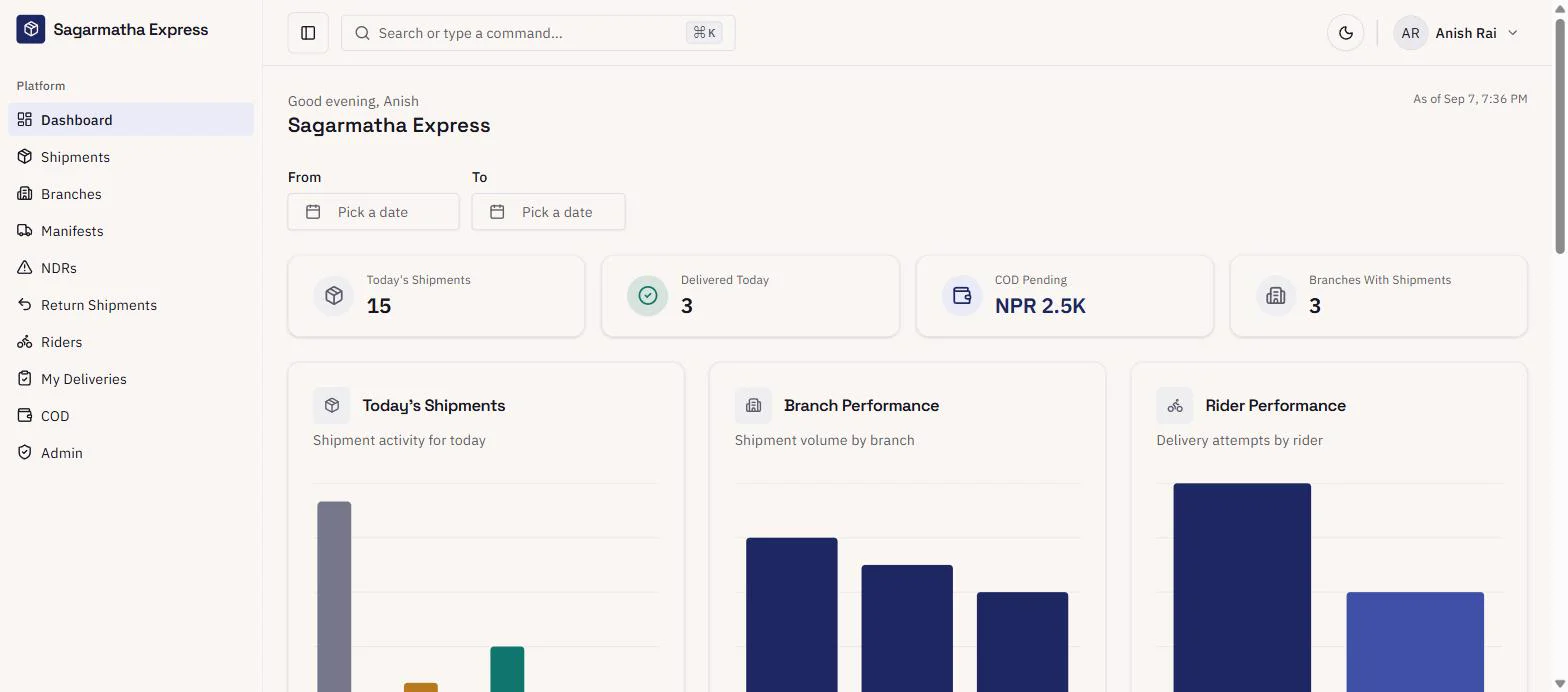 Sagarmatha Express
Search or type a command...
⌘K
AR
Anish Rai
Platform
Dashboard
Shipments
Branches
Manifests
NDRs
Return Shipments
Riders
My Deliveries
COD
Admin
Good evening, Anish
As of Sep 7, 7:36 PM
Sagarmatha Express
From
To
Pick a date
Pick a date
Today's Shipments
15
Delivered Today
3
COD Pending
NPR 2.5K
Branches With Shipments
3
Today's Shipments
Shipment activity for today
Branch Performance
Shipment volume by branch
Rider Performance
Delivery attempts by rider